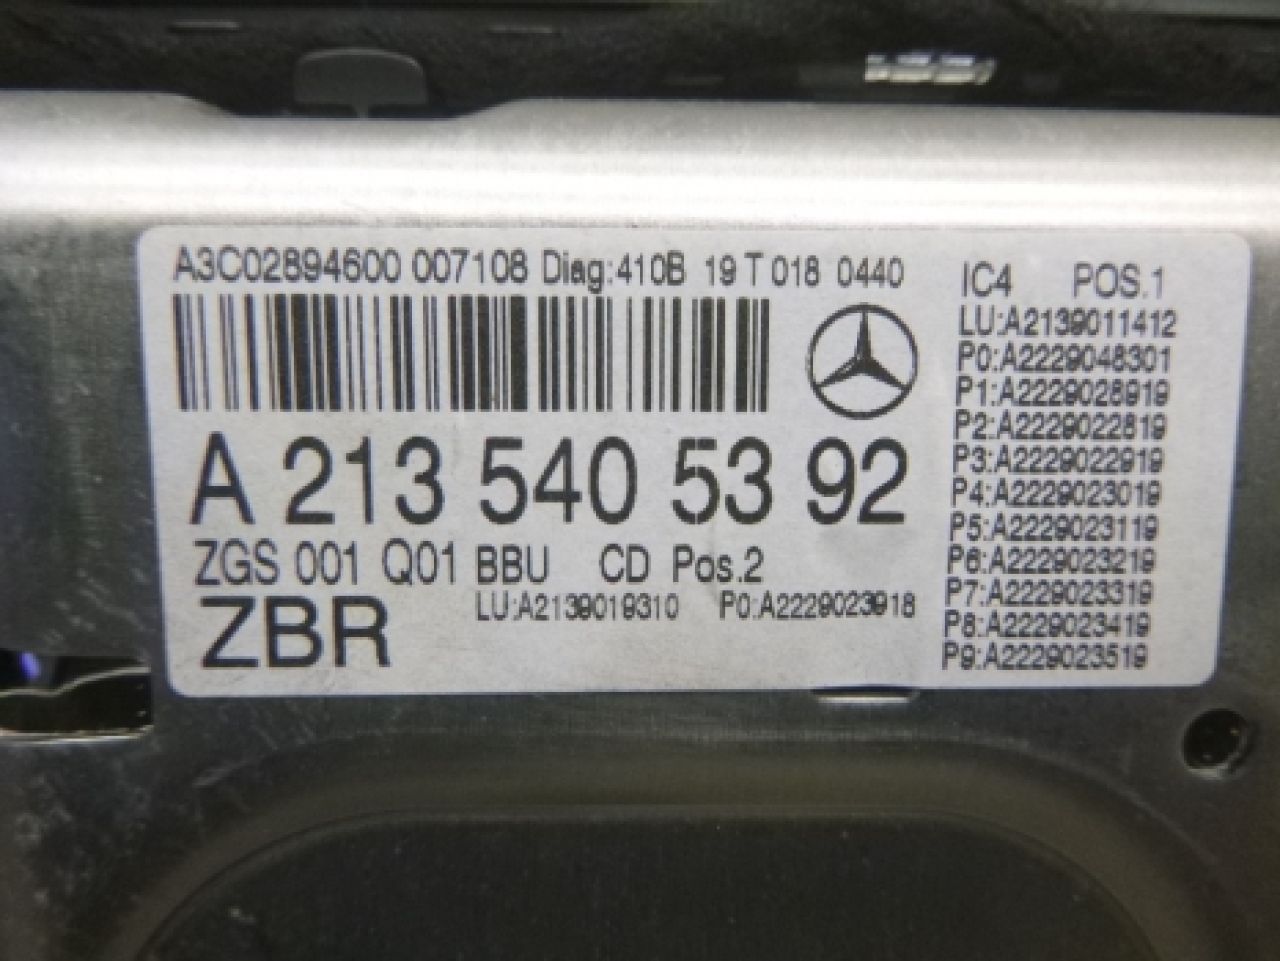 A3C02894600 007108 Diag:410B 19 T 018 0440
A 213 540 53 92
ZGS 001 Q01 BBU CD Pos.2
ZBR LU:A2139019310 P0:A2229023918
IC4 POS.1
LU:A2139011412
P0:A2229048301
P1:A2229028919
P2:A2229022819
P3:A2229022919
P4:A2229023019
P5:A2229023119
P6:A2229023219
P7:A2229023319
P8:A2229023419
P9:A2229023519